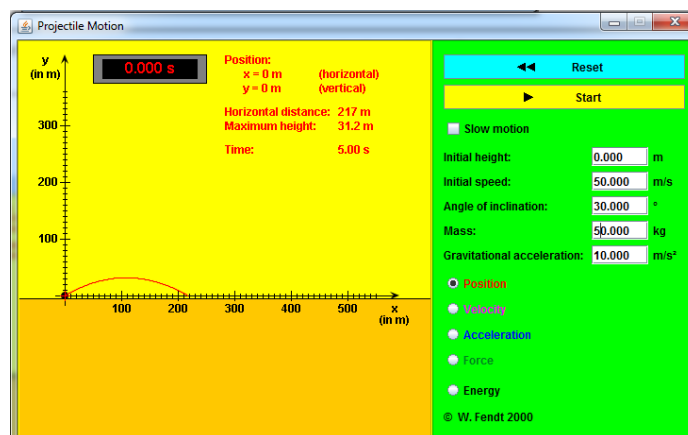 Projectile Motion
0.000 s
y
(in m)
Position:
x = 0 m (horizontal)
y = 0 m (vertical)
Horizontal distance: 217 m
Maximum height: 31.2 m
Time: 5.00 s
300
200
100
100 200 300 400 500 x
(in m)
Reset
Start
Slow motion
Initial height: 0.000 m
Initial speed: 50.000 m/s
Angle of inclination: 30.000 °
Mass: 50.000 kg
Gravitational acceleration: 10.000 m/s²
Position
Velocity
Acceleration
Force
Energy
© W. Fendt 2000